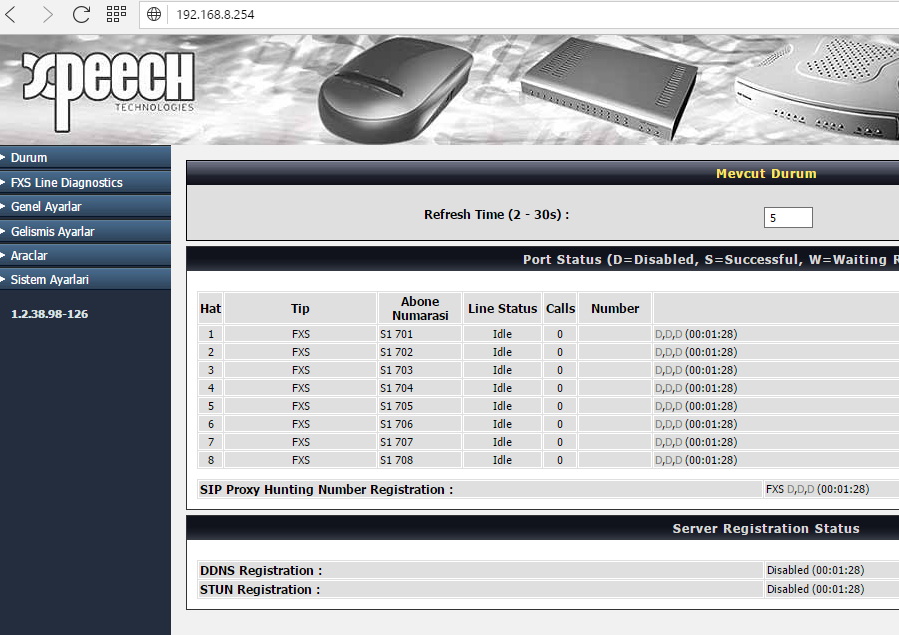 192.168.8.254
speech
TECHNOLOGIES
Durum
FXS Line Diagnostics
Genel Ayarlar
Gelismis Ayarlar
Araclar
Sistem Ayarlari
1.2.38.98-126
Mevcut Durum
Refresh Time (2 - 30s) : 5
Port Status (D=Disabled, S=Successful, W=Waiting R
Hat Tip Abone Numarasi Line Status Calls Number
1 FXS S1 701 Idle 0 D,D,D (00:01:28)
2 FXS S1 702 Idle 0 D,D,D (00:01:28)
3 FXS S1 703 Idle 0 D,D,D (00:01:28)
4 FXS S1 704 Idle 0 D,D,D (00:01:28)
5 FXS S1 705 Idle 0 D,D,D (00:01:28)
6 FXS S1 706 Idle 0 D,D,D (00:01:28)
7 FXS S1 707 Idle 0 D,D,D (00:01:28)
8 FXS S1 708 Idle 0 D,D,D (00:01:28)
SIP Proxy Hunting Number Registration : FXS D,D,D (00:01:28)
Server Registration Status
DDNS Registration : Disabled (00:01:28)
STUN Registration : Disabled (00:01:28)